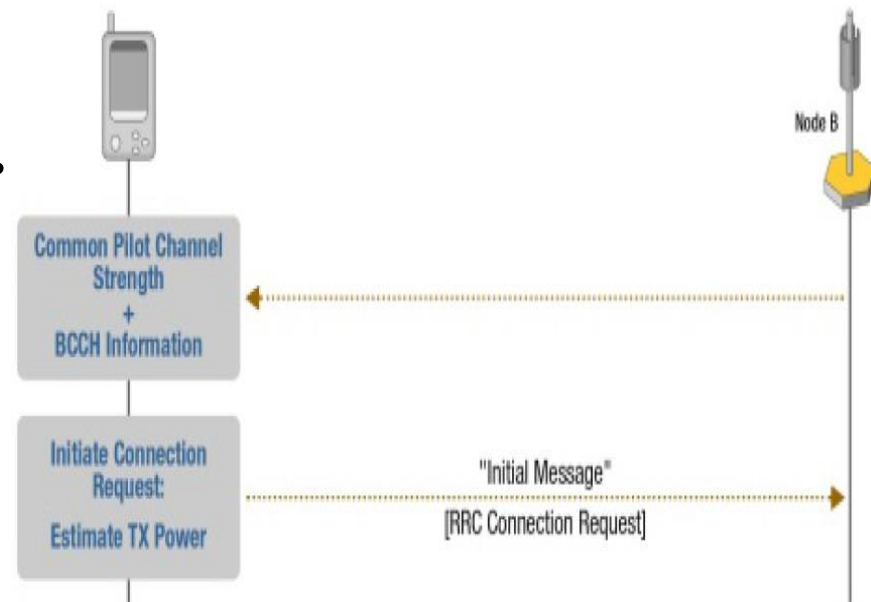 Node B
Common Pilot Channel
Strength
+
BCCH Information
Initiate Connection
Request:
Estimate TX Power
"Initial Message"
[RRC Connection Request]